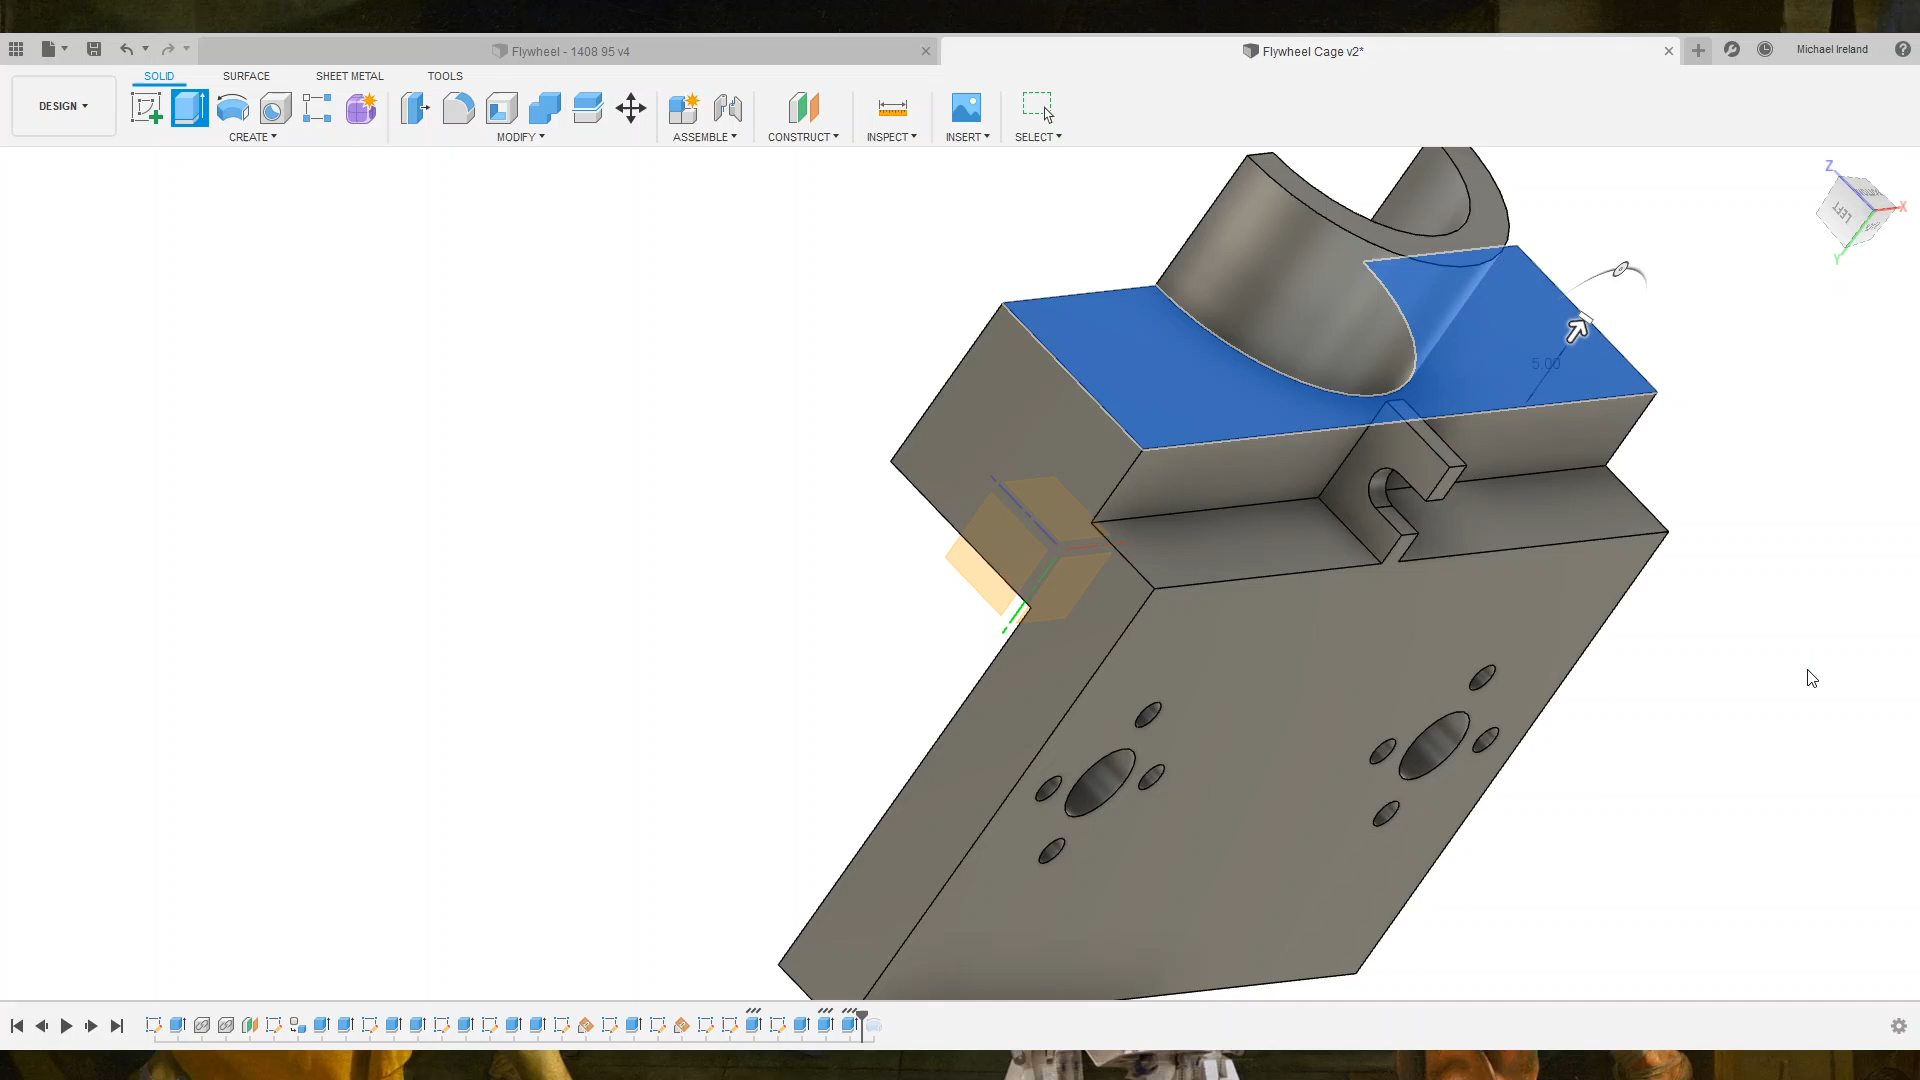 Flywheel - 1408 95 v4
Flywheel Cage v2*
Michael Ireland
SOLID
SURFACE
SHEET METAL
TOOLS
DESIGN
CREATE
MODIFY
ASSEMBLE
CONSTRUCT
INSPECT
INSERT
SELECT
Z
X
LEFT
Y
5.00